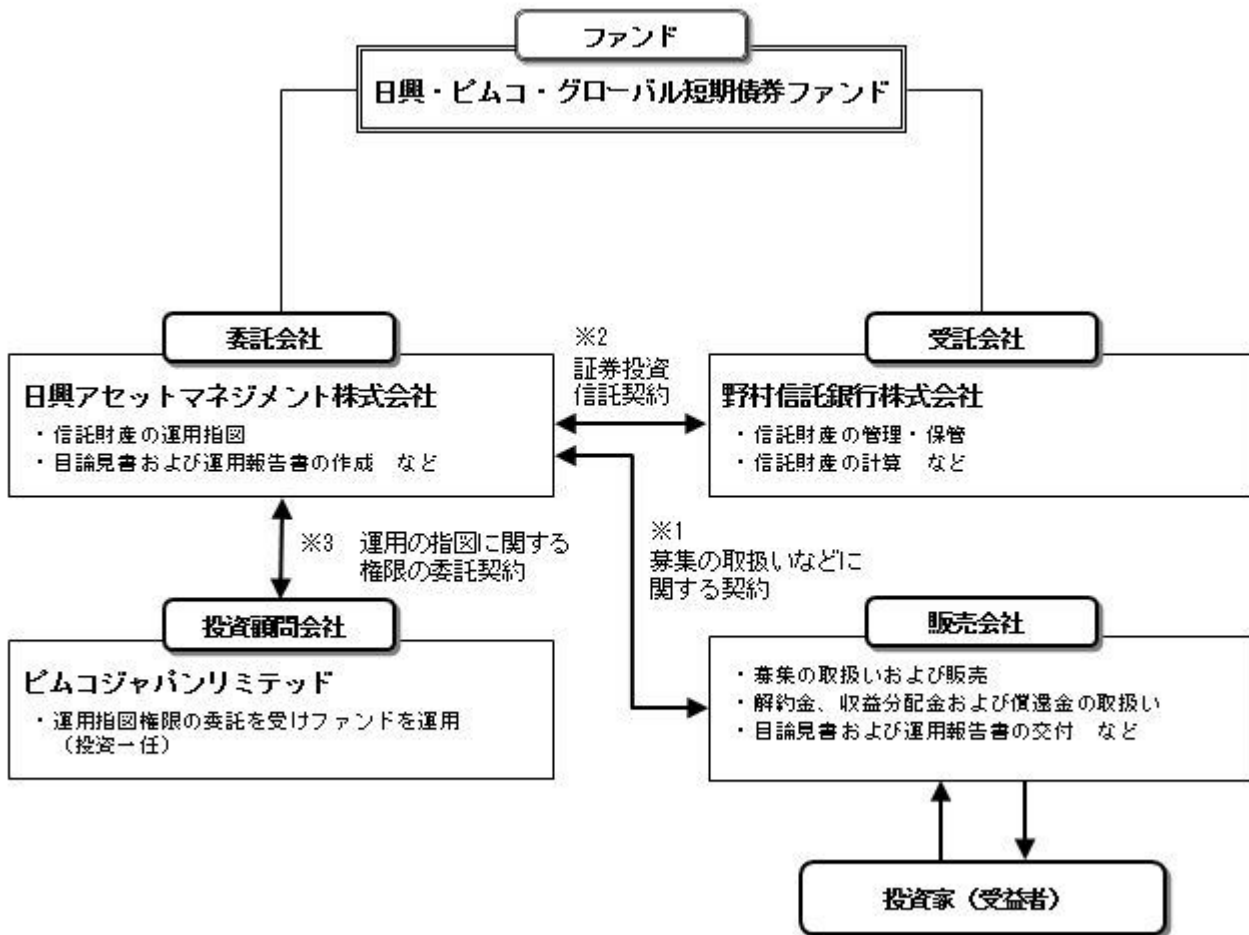 ファンド
日興・ピムコ・グローバル短期債券ファンド
委託会社
日興アセットマネジメント株式会社
・信託財産の運用指図
・目論見書および運用報告書の作成　など
※2
証券投資
信託契約
受託会社
野村信託銀行株式会社
・信託財産の管理・保管
・信託財産の計算　など
※3　運用の指図に関する
権限の委託契約
※1
募集の取扱いなどに
関する契約
投資顧問会社
ピムコジャパンリミテッド
・運用指図権限の委託を受けファンドを運用
（投資一任）
販売会社
・募集の取扱いおよび販売
・解約金、収益分配金および償還金の取扱い
・目論見書および運用報告書の交付　など
投資家（受益者）